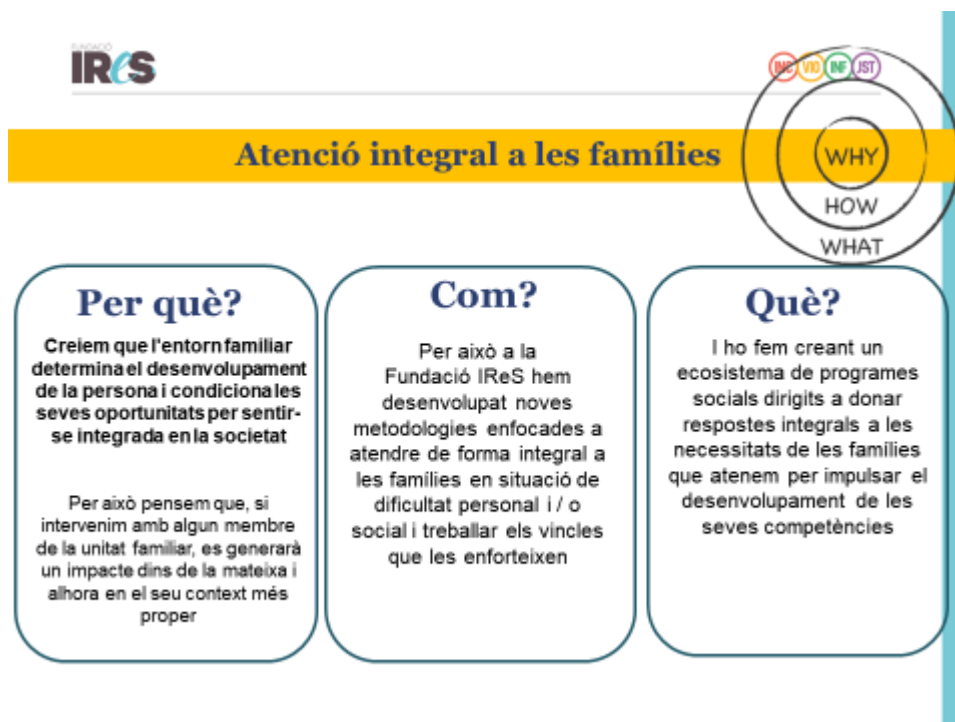 FUNDACIÓ
IReS
INC VIO INF JST
Atenció integral a les famílies
WHY
HOW
WHAT
Per què?
Creiem que l'entorn familiar
determina el desenvolupament
de la persona i condiciona les
seves oportunitats per sentir-
se integrada en la societat
Per això pensem que, si
intervenim amb algun membre
de la unitat familiar, es generarà
un impacte dins de la mateixa i
alhora en el seu context més
proper
Com?
Per això a la
Fundació IReS hem
desenvolupat noves
metodologies enfocades a
atendre de forma integral a
les famílies en situació de
dificultat personal i / o
social i treballar els vincles
que les enforteixen
Què?
I ho fem creant un
ecosistema de programes
socials dirigits a donar
respostes integrals a les
necessitats de les famílies
que atenem per impulsar el
desenvolupament de les
seves competències